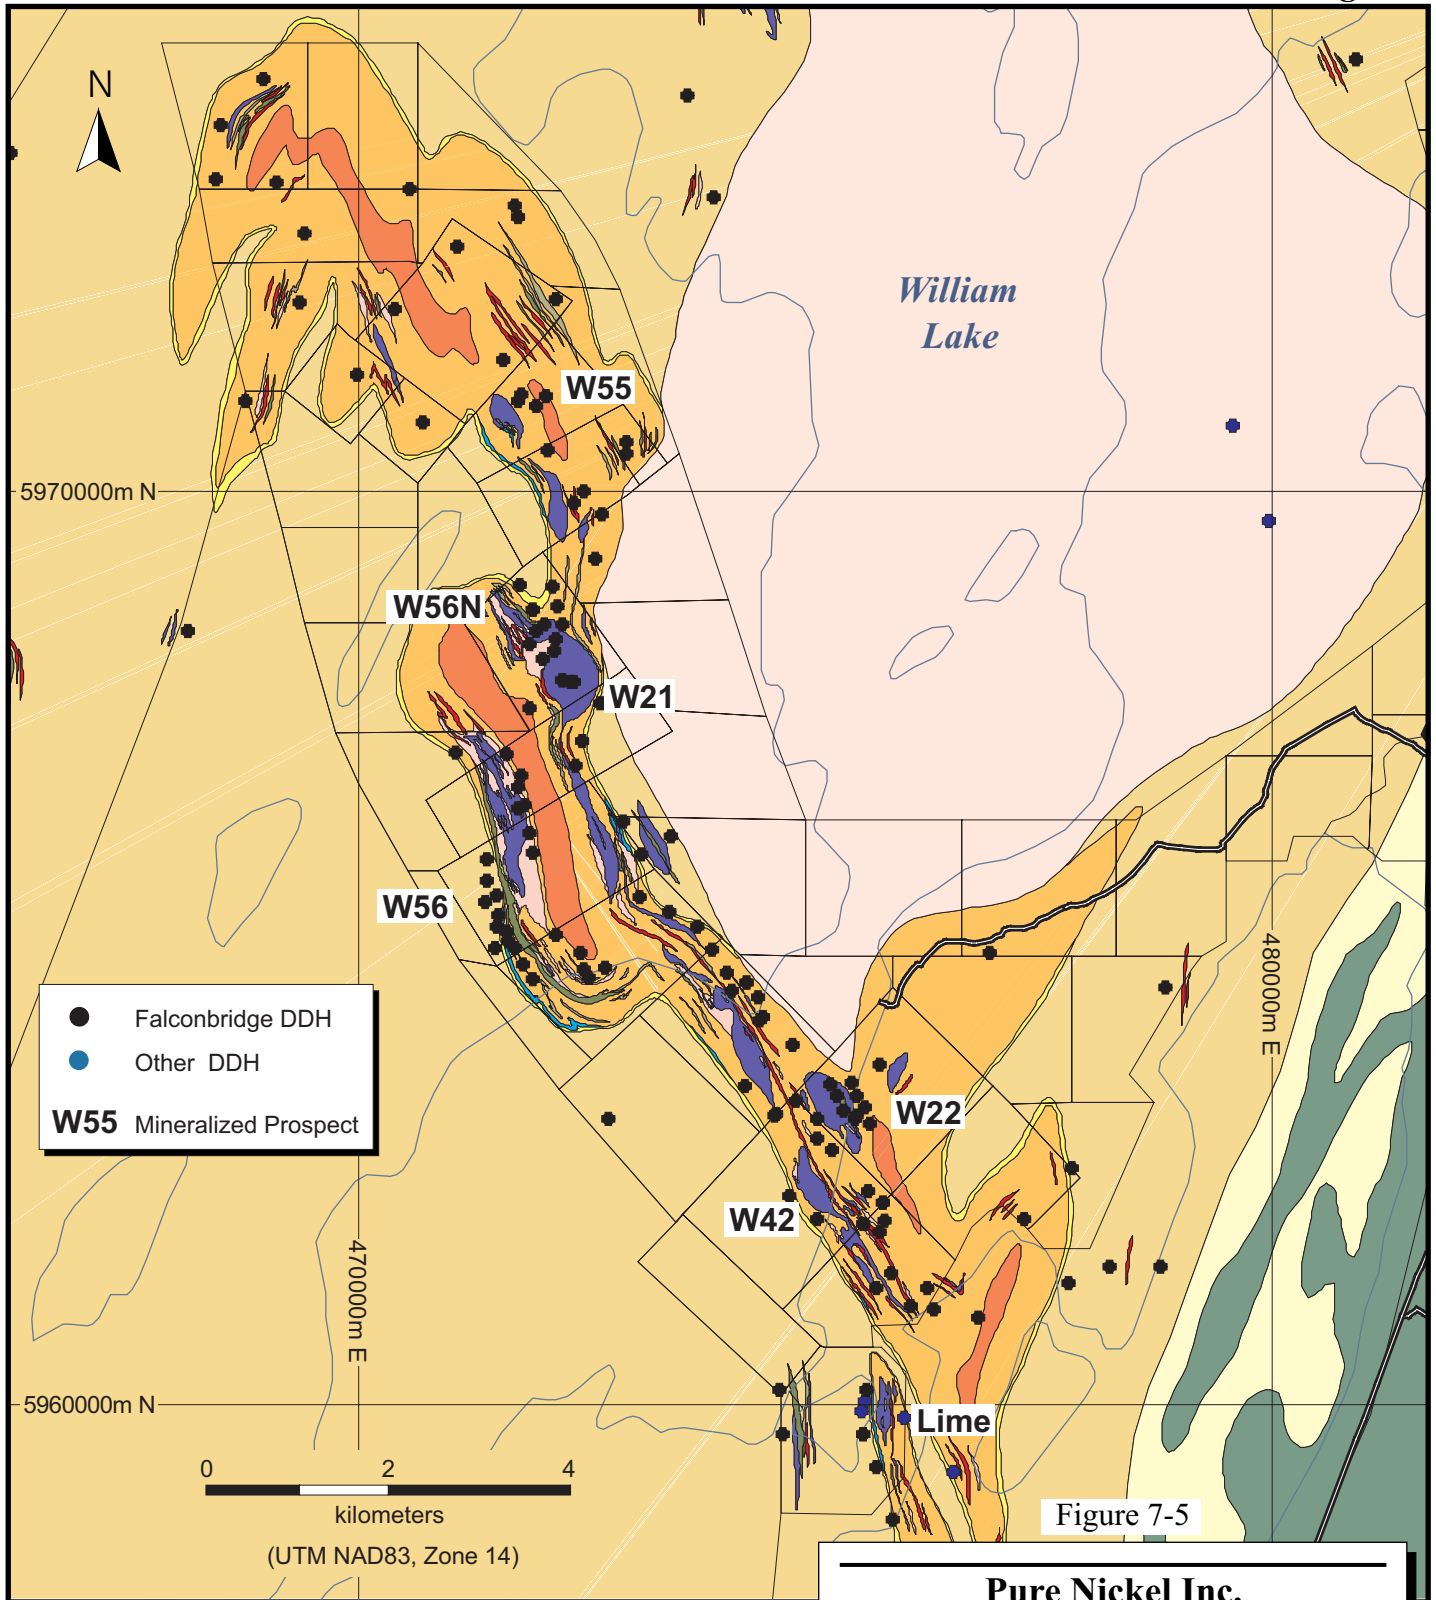 N
William
Lake
W55
5970000m N
W56N
W21
W56
480000m E
Falconbridge DDH
Other DDH
W55 Mineralized Prospect
W22
W42
470000m E
5960000m N
Lime
0 2 4
kilometers
(UTM NAD83, Zone 14)
Figure 7-5
Pure Nickel Inc.